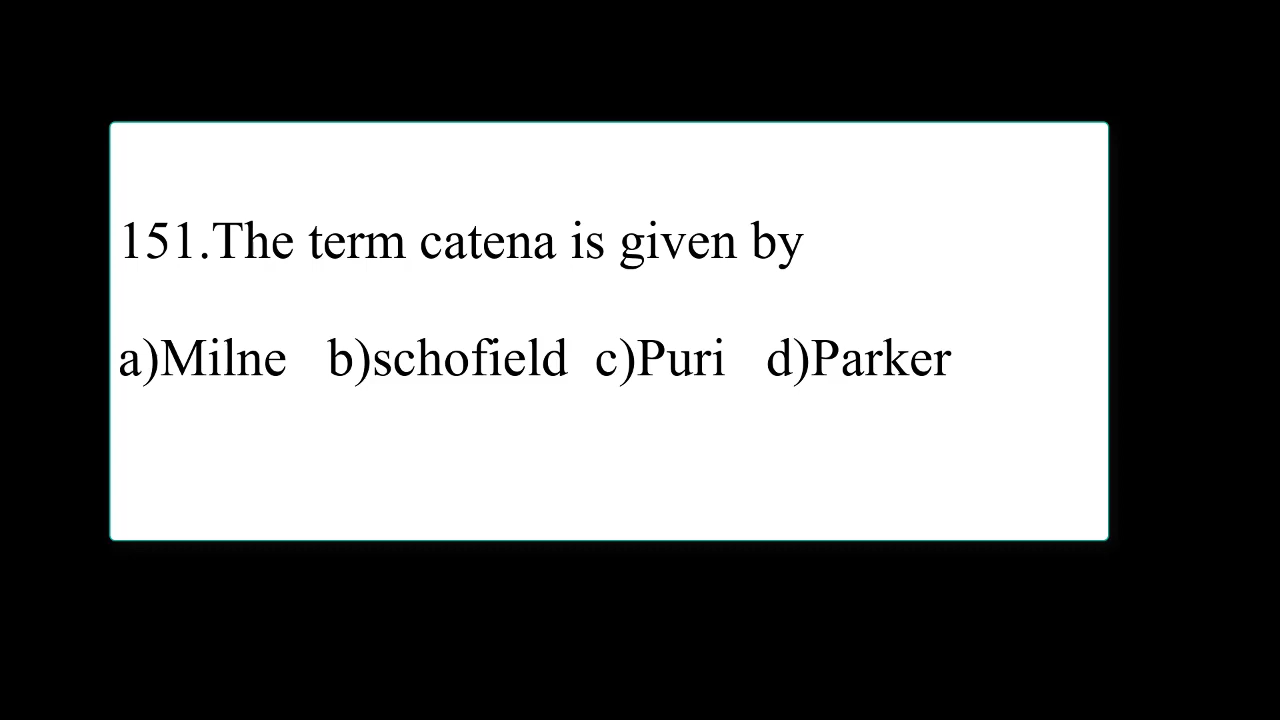 151.The term catena is given by
a)Milne b)schofield c)Puri d)Parker